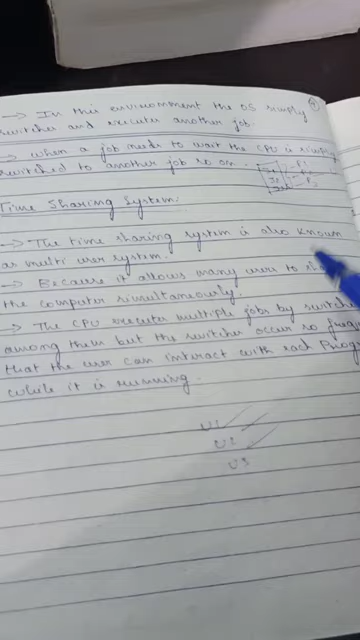 → In this environment the OS simply
switches and executes another job.
→ when a job needs to wait the CPU is simply
switched to another job so on.
Time Sharing System:
→ The time sharing system is also known
as multi user system.
→ Because it allows many users to
the computer simultaneously.
→ The CPU executes multiple jobs by
among them but the switches occur so
that the user can interact with each
while it is running.
U1
U2
U3